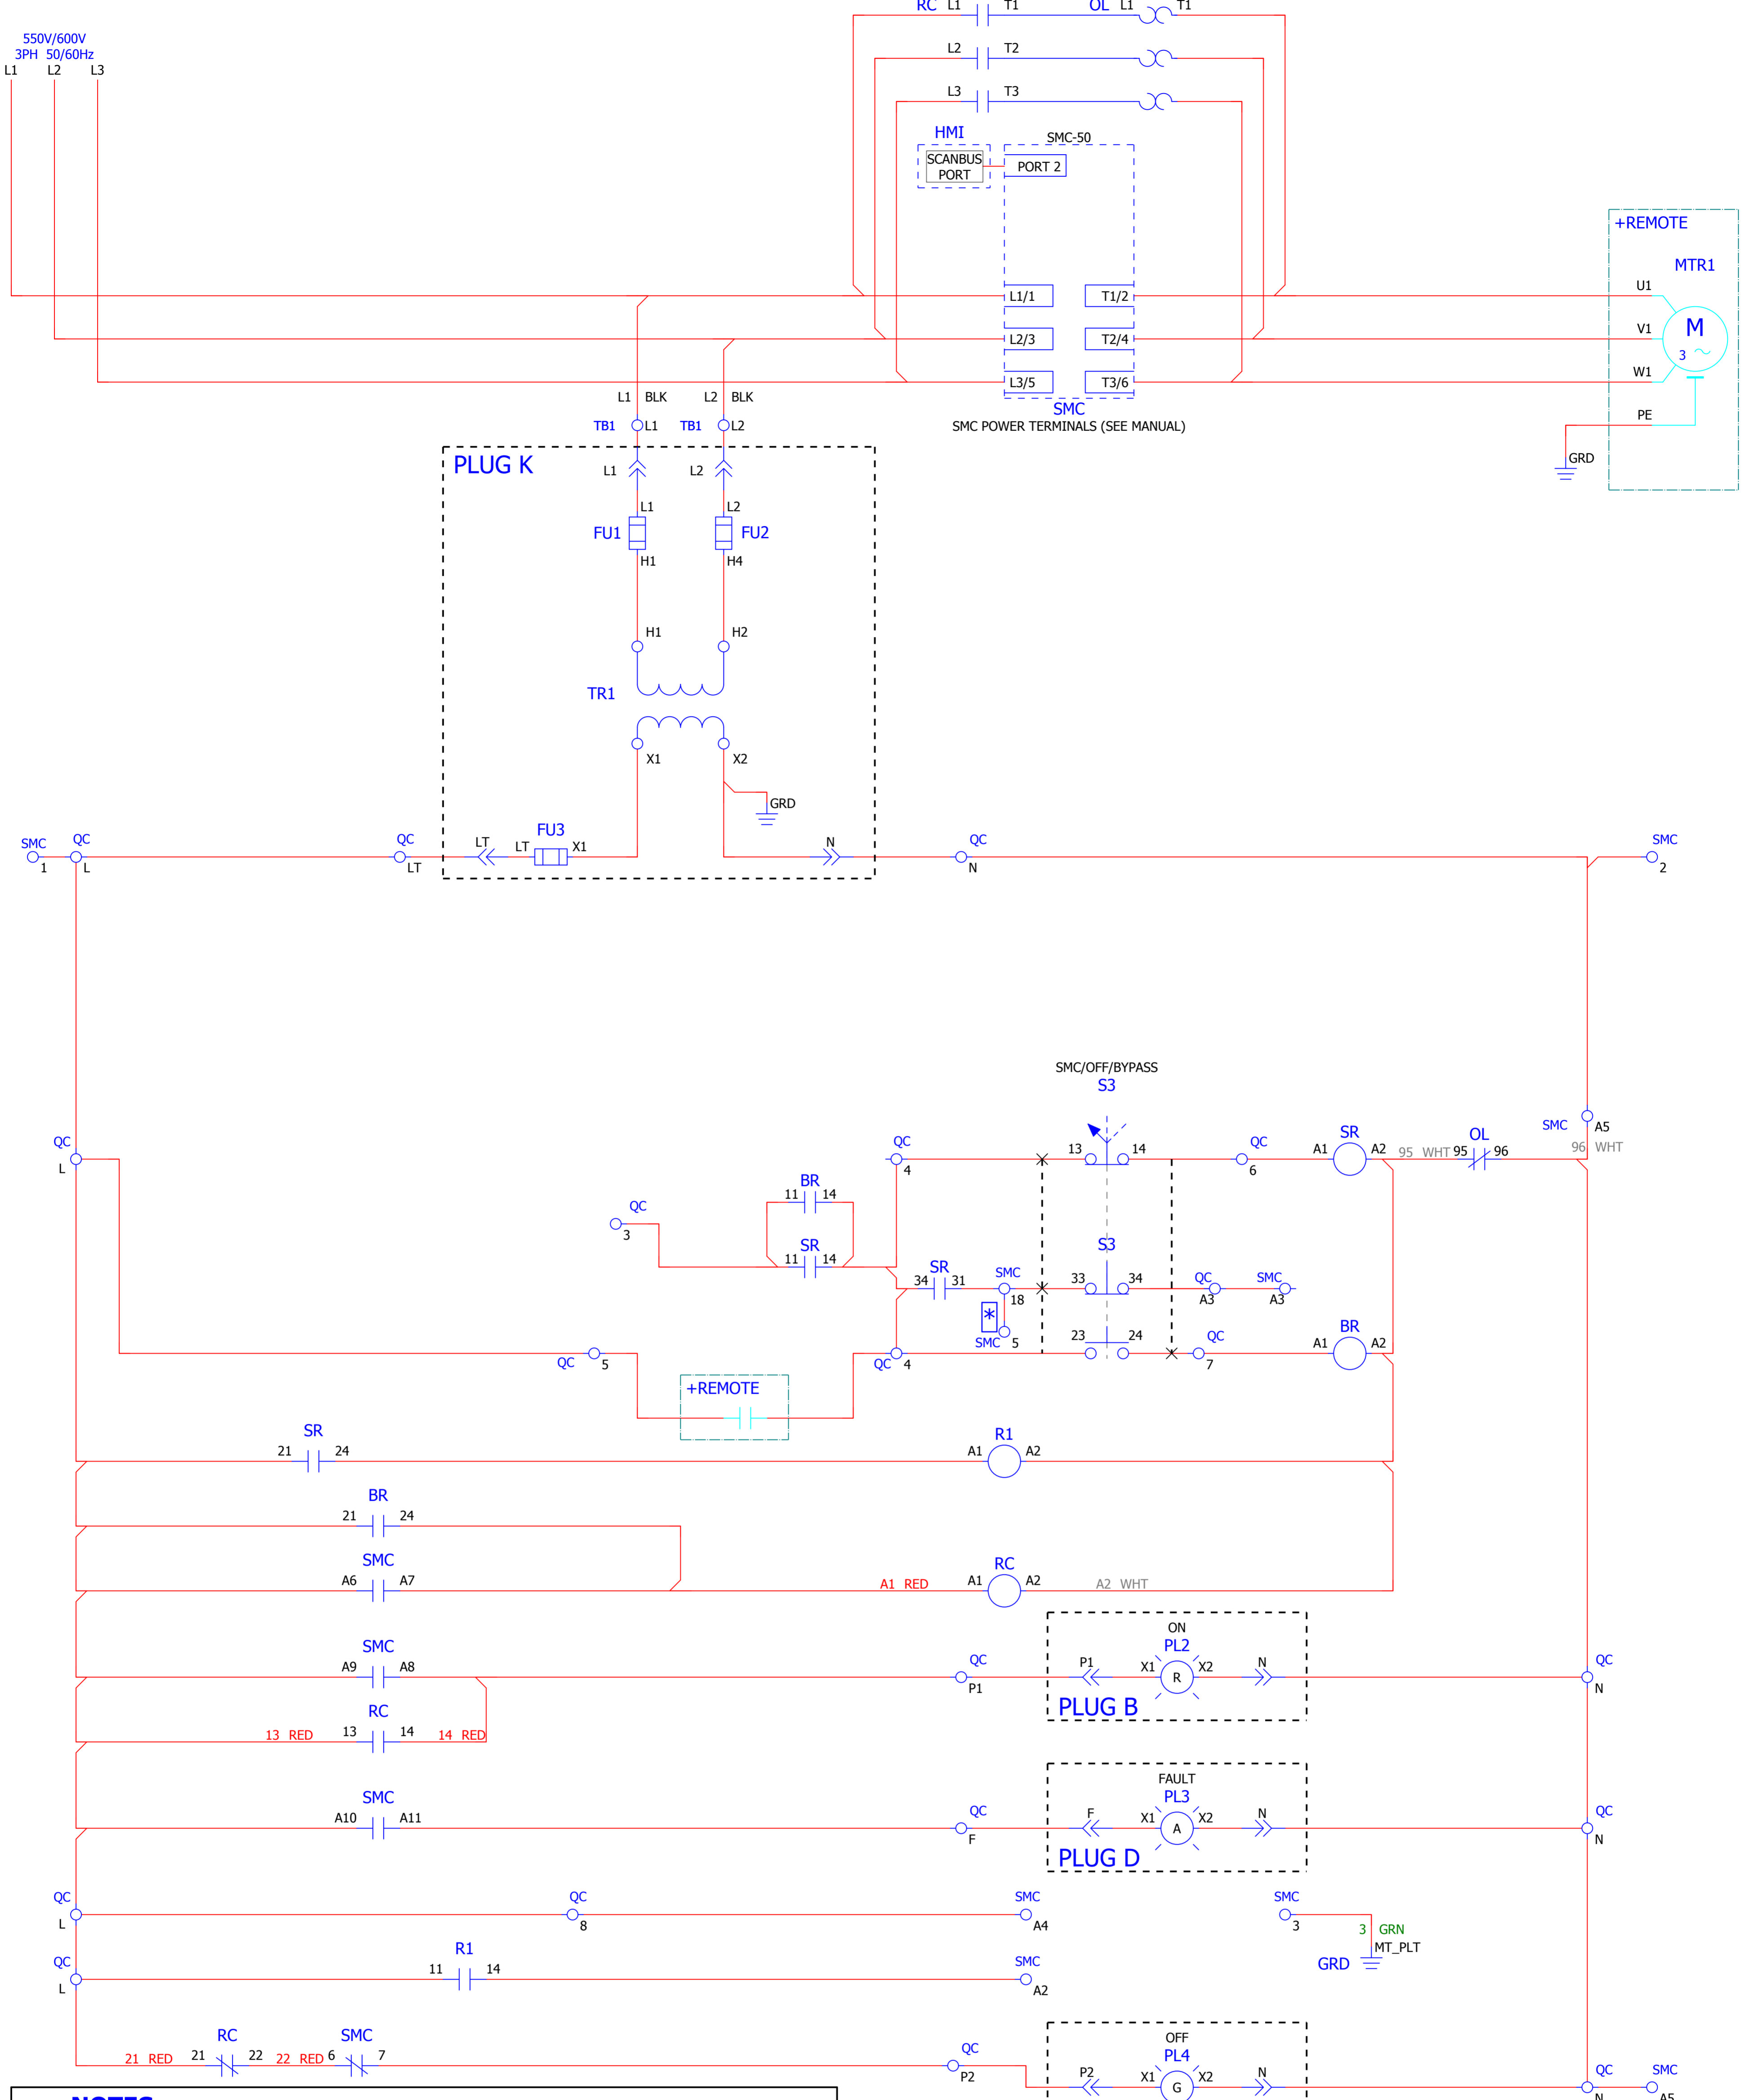 RC L1 T1 OL L1 T1
550V/600V
3PH 50/60Hz
L1 L2 L3
L2 T2
L3 T3
HMI
SMC-50
SCANBUS
PORT
PORT 2
+REMOTE
MTR1
L1/1 T1/2 U1
L2/3 T2/4 V1
M
3
L3/5 T3/6 W1
L1 BLK L2 BLK
SMC
SMC POWER TERMINALS (SEE MANUAL)
PE
TB1 L1 TB1 L2
GRD
PLUG K
L1 L2
L1 L2
FU1 FU2
H1 H4
H1 H2
TR1
X1 X2
GRD
SMC QC QC LT LT FU3 X1 N QC SMC
1 L LT N 2
SMC/OFF/BYPASS
S3
SMC A5
QC QC 13 14 QC SR OL
L 4 6 A1 A2 95 WHT 95 96 96 WHT
BR
11 14
QC
3
SR
11 14
S3
SR
34 31 SMC 33 34 QC SMC
18 A3 A3
*
SMC 5
23 24 QC BR
A1 A2
QC 5 QC 4 7
+REMOTE
SR R1
21 24 A1 A2
BR
21 24
SMC RC
A6 A7 A1 RED A1 A2 A2 WHT
ON
SMC QC PL2 QC
A9 A8 P1 P1 X1 R X2 N N
RC PLUG B
13 RED 13 14 14 RED
FAULT
SMC QC PL3 QC
A10 A11 F F X1 A X2 N N
PLUG D
QC QC SMC SMC
L 8 A4 3
3 GRN
MT_PLT
GRD
QC R1 SMC
L 11 14 A2
OFF
RC SMC QC PL4 QC SMC
21 RED 21 22 22 RED 6 7 P2 P2 X1 G X2 N N A5
NOTES